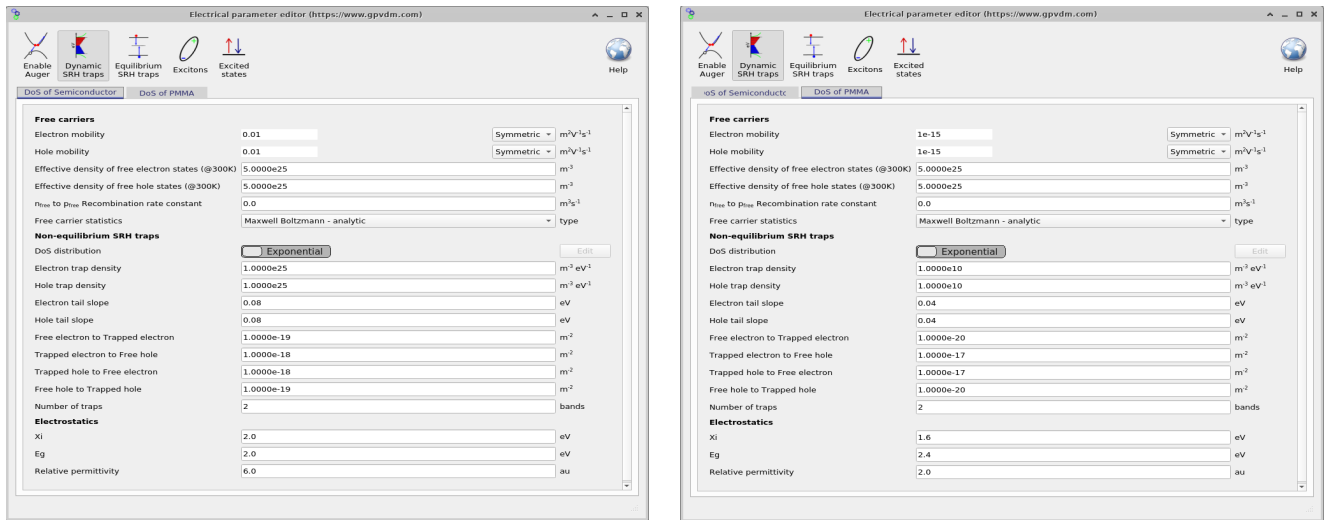 Electrical parameter editor (https://www.gpvdm.com)
Enable Auger
Dynamic SRH traps
Equilibrium SRH traps
Excitons
Excited states
Help
DoS of Semiconductor
DoS of PMMA
Free carriers
Electron mobility 0.01 Symmetric m²V⁻¹s⁻¹
Hole mobility 0.01 Symmetric m²V⁻¹s⁻¹
Effective density of free electron states (@300K) 5.0000e25 m⁻³
Effective density of free hole states (@300K) 5.0000e25 m⁻³
nfree to pfree Recombination rate constant 0.0 m³s⁻¹
Free carrier statistics Maxwell Boltzmann - analytic type
Non-equilibrium SRH traps
DoS distribution Exponential Edit
Electron trap density 1.0000e25 m⁻³ eV⁻¹
Hole trap density 1.0000e25 m⁻³ eV⁻¹
Electron tail slope 0.08 eV
Hole tail slope 0.08 eV
Free electron to Trapped electron 1.0000e-19 m⁻²
Trapped electron to Free hole 1.0000e-18 m⁻²
Trapped hole to Free electron 1.0000e-18 m⁻²
Free hole to Trapped hole 1.0000e-19 m⁻²
Number of traps 2 bands
Electrostatics
Xi 2.0 eV
Eg 2.0 eV
Relative permittivity 6.0 au
Electrical parameter editor (https://www.gpvdm.com)
Enable Auger
Dynamic SRH traps
Equilibrium SRH traps
Excitons
Excited states
Help
oS of Semiconducto
DoS of PMMA
Free carriers
Electron mobility 1e-15 Symmetric m²V⁻¹s⁻¹
Hole mobility 1e-15 Symmetric m²V⁻¹s⁻¹
Effective density of free electron states (@300K) 5.0000e25 m⁻³
Effective density of free hole states (@300K) 5.0000e25 m⁻³
nfree to pfree Recombination rate constant 0.0 m³s⁻¹
Free carrier statistics Maxwell Boltzmann - analytic type
Non-equilibrium SRH traps
DoS distribution Exponential Edit
Electron trap density 1.0000e10 m⁻³ eV⁻¹
Hole trap density 1.0000e10 m⁻³ eV⁻¹
Electron tail slope 0.04 eV
Hole tail slope 0.04 eV
Free electron to Trapped electron 1.0000e-20 m⁻²
Trapped electron to Free hole 1.0000e-17 m⁻²
Trapped hole to Free electron 1.0000e-17 m⁻²
Free hole to Trapped hole 1.0000e-20 m⁻²
Number of traps 2 bands
Electrostatics
Xi 1.6 eV
Eg 2.4 eV
Relative permittivity 2.0 au